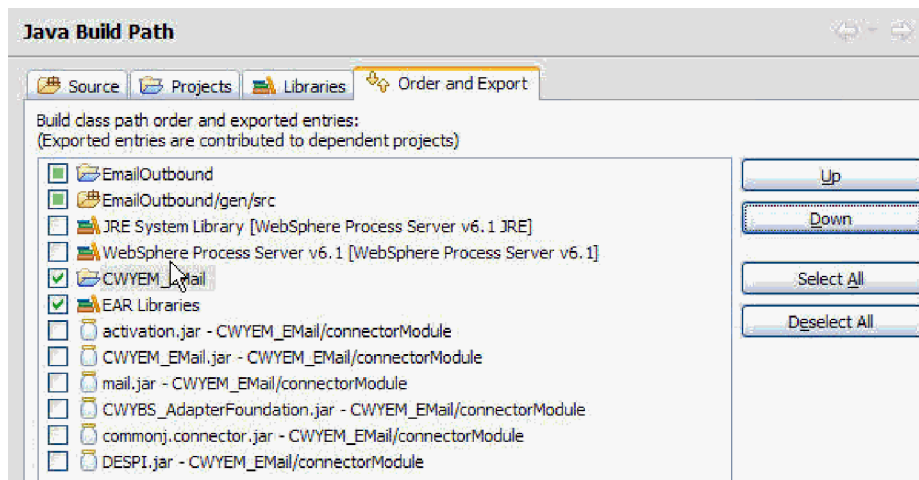 Java Build Path
Source Projects Libraries Order and Export
Build class path order and exported entries:
(Exported entries are contributed to dependent projects)
EmailOutbound
EmailOutbound/gen/src
JRE System Library [WebSphere Process Server v6.1 JRE]
WebSphere Process Server v6.1 [WebSphere Process Server v6.1]
CWYEM_EMail
EAR Libraries
activation.jar - CWYEM_EMail/connectorModule
CWYEM_EMail.jar - CWYEM_EMail/connectorModule
mail.jar - CWYEM_EMail/connectorModule
CWYBS_AdapterFoundation.jar - CWYEM_EMail/connectorModule
commonj.connector.jar - CWYEM_EMail/connectorModule
DESPI.jar - CWYEM_EMail/connectorModule
Up
Down
Select All
Deselect All